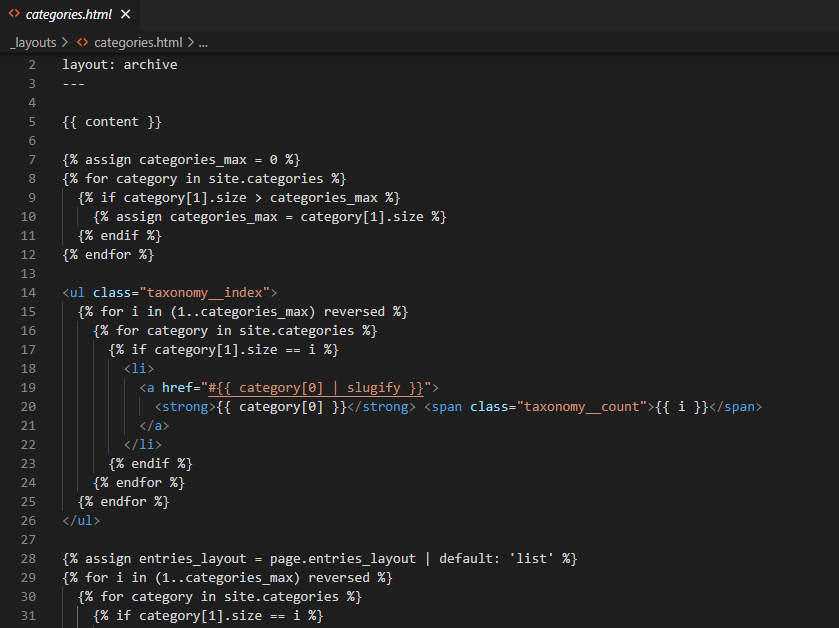 <> categories.html ×
_layouts > <> categories.html > ...
2 layout: archive
3 ---
4
5 {{ content }}
6
7 {% assign categories_max = 0 %}
8 {% for category in site.categories %}
9   {% if category[1].size > categories_max %}
10     {% assign categories_max = category[1].size %}
11   {% endif %}
12 {% endfor %}
13
14 <ul class="taxonomy__index">
15   {% for i in (1..categories_max) reversed %}
16     {% for category in site.categories %}
17       {% if category[1].size == i %}
18         <li>
19           <a href="#{{ category[0] | slugify }}">
20             <strong>{{ category[0] }}</strong> <span class="taxonomy__count">{{ i }}</span>
21           </a>
22         </li>
23       {% endif %}
24     {% endfor %}
25   {% endfor %}
26 </ul>
27
28 {% assign entries_layout = page.entries_layout | default: 'list' %}
29 {% for i in (1..categories_max) reversed %}
30   {% for category in site.categories %}
31     {% if category[1].size == i %}